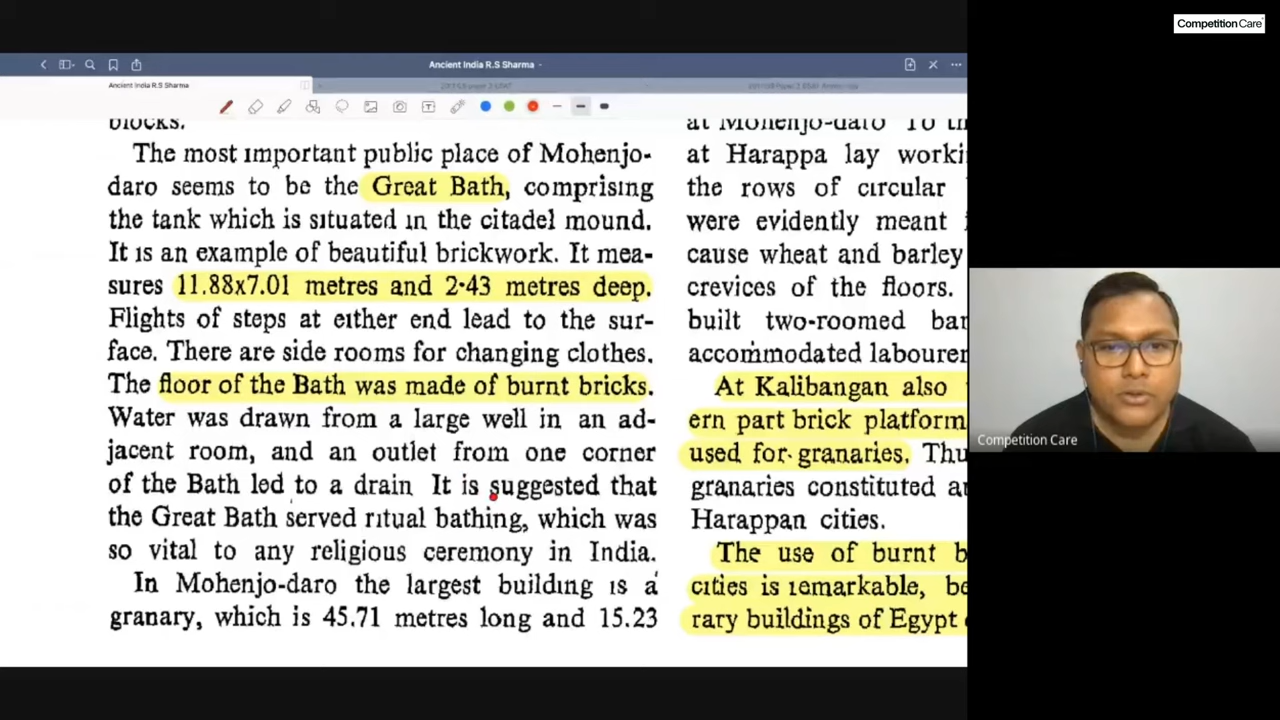 Competition Care
Ancient India R.S Sharma
Ancient India R.S Sharma
blocks.
The most important public place of Mohenjo-
daro seems to be the Great Bath, comprising
the tank which is situated in the citadel mound.
It is an example of beautiful brickwork. It mea-
sures 11.88x7.01 metres and 2·43 metres deep.
Flights of steps at either end lead to the sur-
face. There are side rooms for changing clothes.
The floor of the Bath was made of burnt bricks.
Water was drawn from a large well in an ad-
jacent room, and an outlet from one corner
of the Bath led to a drain It is suggested that
the Great Bath served ritual bathing, which was
so vital to any religious ceremony in India.
In Mohenjo-daro the largest building is a
granary, which is 45.71 metres long and 15.23
at Mohenjo-daro To th
at Harappa lay worki
the rows of circular
were evidently meant
cause wheat and barley
crevices of the floors.
built two-roomed bar
accommodated labourer
At Kalibangan also
ern part brick platform
used for granaries. Thu
granaries constituted a
Harappan cities.
The use of burnt b
cities is remarkable, be
rary buildings of Egypt
Competition Care